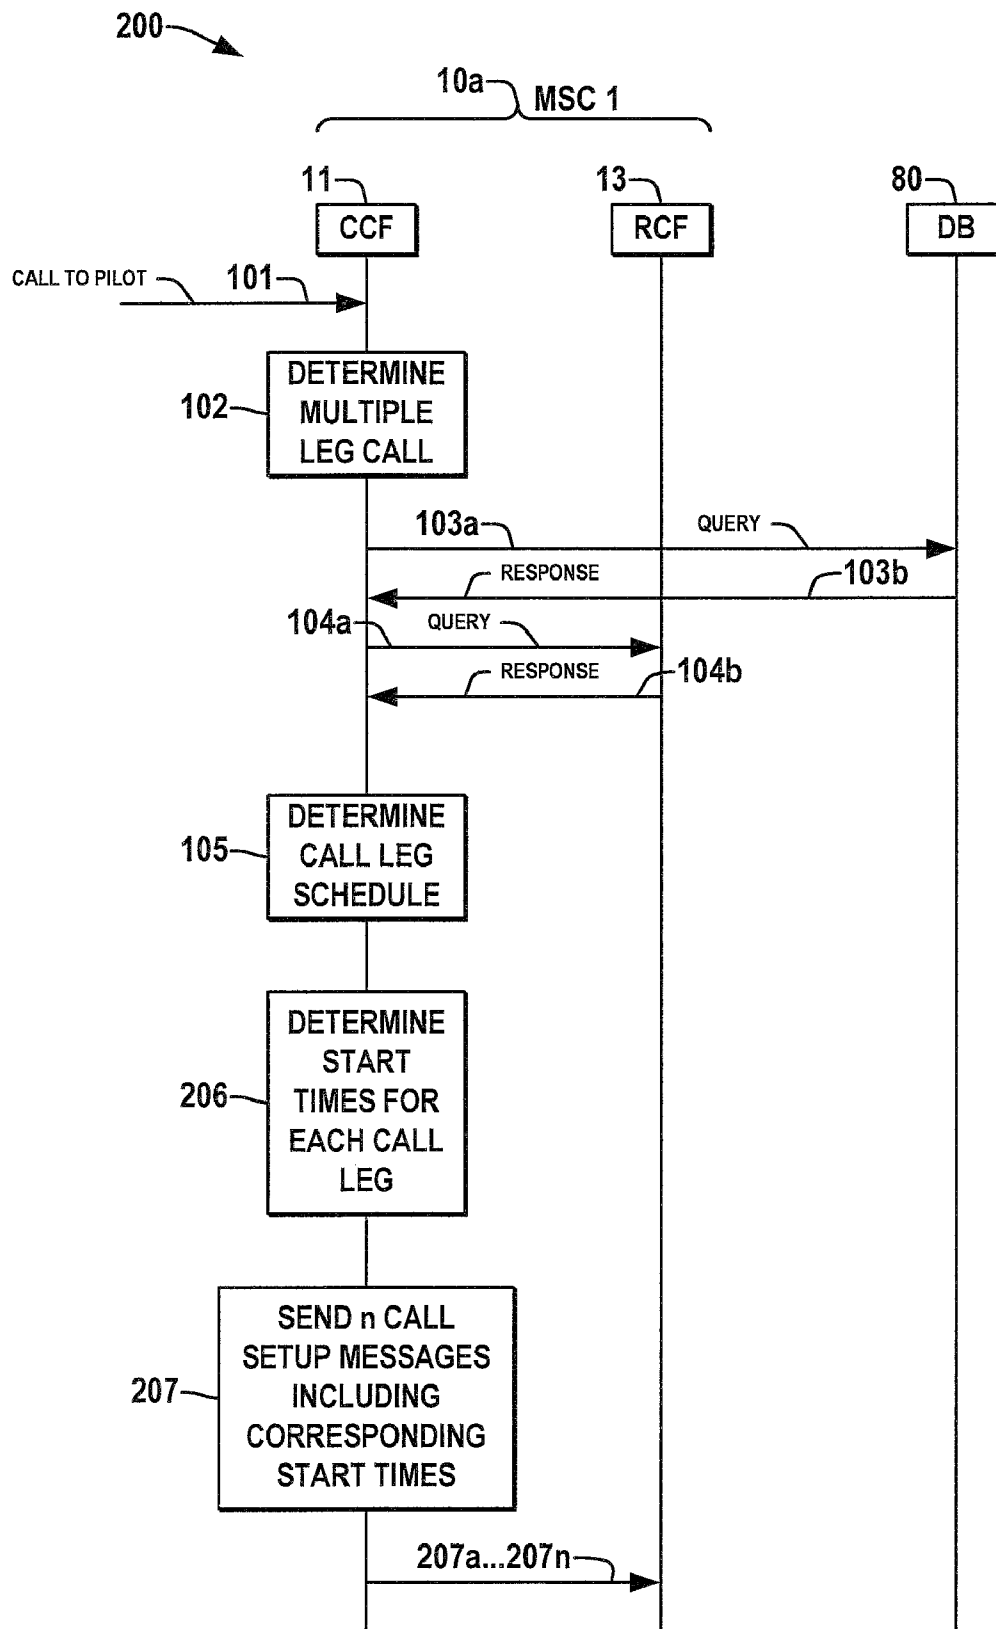 200
10a MSC 1
11 13 80
CCF RCF DB
CALL TO PILOT 101
DETERMINE
MULTIPLE
LEG CALL
102
103a QUERY
RESPONSE 103b
104a QUERY
RESPONSE 104b
DETERMINE
CALL LEG
SCHEDULE
105
DETERMINE
START
TIMES FOR
EACH CALL
LEG
206
SEND n CALL
SETUP MESSAGES
INCLUDING
CORRESPONDING
START TIMES
207
207a...207n